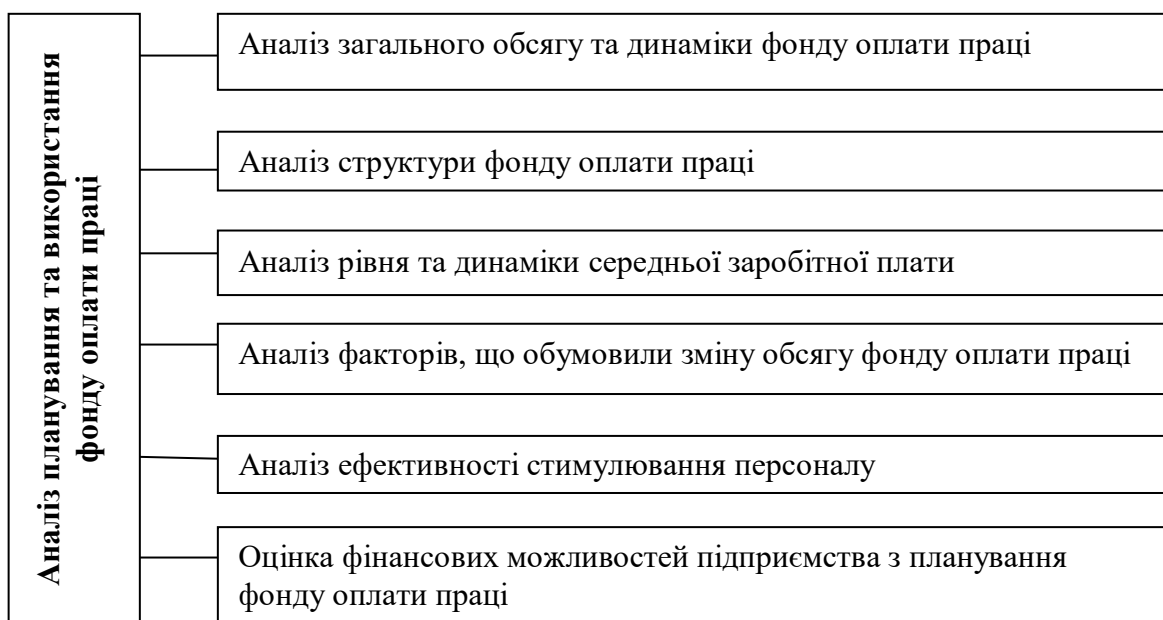 Аналіз планування та використання
фонду оплати праці
Аналіз загального обсягу та динаміки фонду оплати праці
Аналіз структури фонду оплати праці
Аналіз рівня та динаміки середньої заробітної плати
Аналіз факторів, що обумовили зміну обсягу фонду оплати праці
Аналіз ефективності стимулювання персоналу
Оцінка фінансових можливостей підприємства з планування
фонду оплати праці